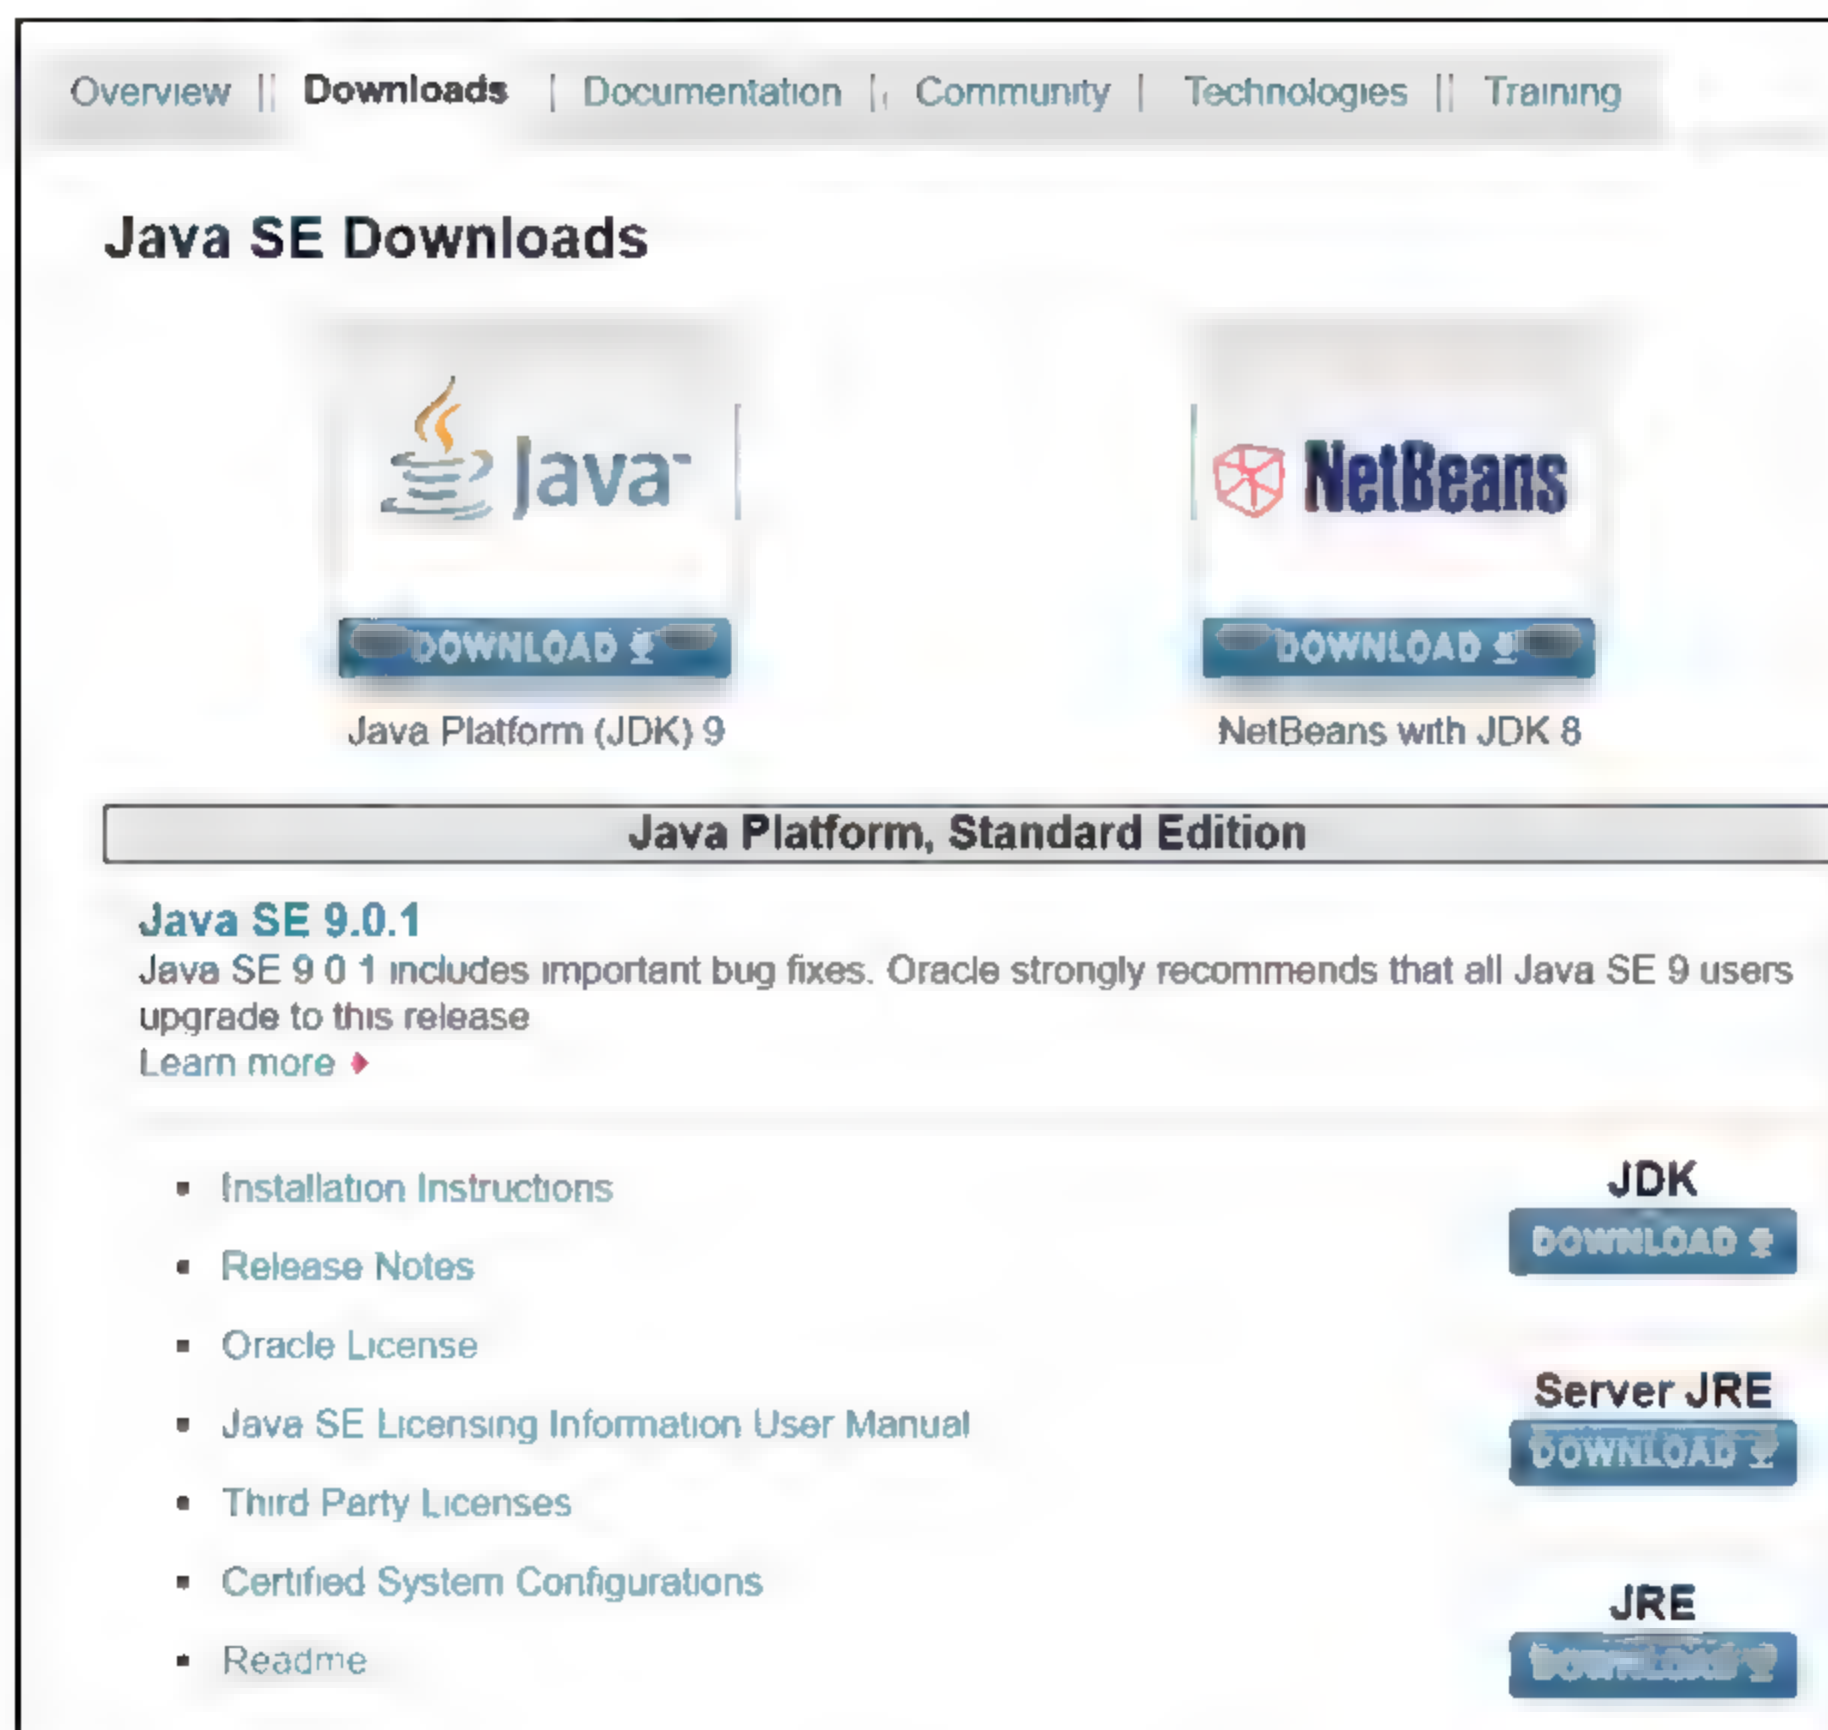 Overview || Downloads | Documentation | Community | Technologies || Training
Java SE Downloads
Java NetBeans
DOWNLOAD DOWNLOAD
Java Platform (JDK) 9 NetBeans with JDK 8
Java Platform, Standard Edition
Java SE 9.0.1
Java SE 9 0 1 includes important bug fixes. Oracle strongly recommends that all Java SE 9 users
upgrade to this release
Learn more
Installation Instructions
Release Notes
Oracle License
Java SE Licensing Information User Manual
Third Party Licenses
Certified System Configurations
Readme
JDK
DOWNLOAD
Server JRE
DOWNLOAD
JRE
DOWNLOAD